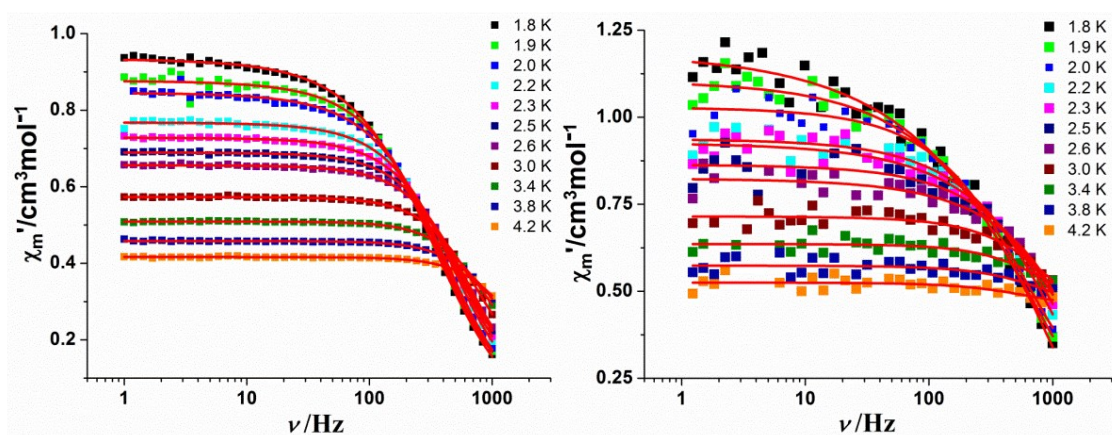 1.0
0.8
0.6
0.4
0.2
1 10 100 1000
χₘ'/cm³mol⁻¹
ν/Hz
1.8 K
1.9 K
2.0 K
2.2 K
2.3 K
2.5 K
2.6 K
3.0 K
3.4 K
3.8 K
4.2 K
1.25
1.00
0.75
0.50
0.25
1 10 100 1000
χₘ'/cm³mol⁻¹
ν/Hz
1.8 K
1.9 K
2.0 K
2.2 K
2.3 K
2.5 K
2.6 K
3.0 K
3.4 K
3.8 K
4.2 K